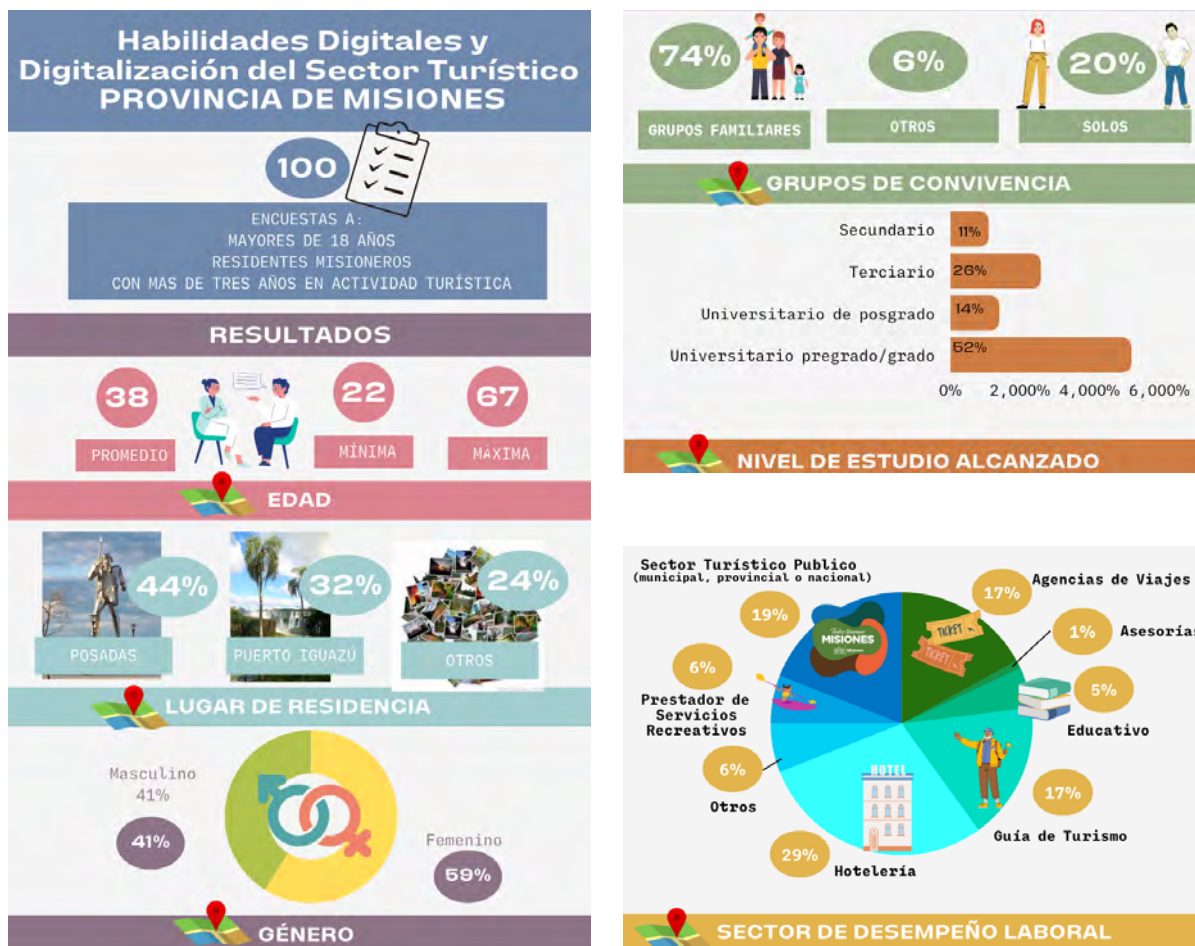 Habilidades Digitales y
Digitalización del Sector Turístico
PROVINCIA DE MISIONES
100
ENCUESTAS A:
MAYORES DE 18 AÑOS
RESIDENTES MISIONEROS
CON MAS DE TRES AÑOS EN ACTIVIDAD TURÍSTICA
RESULTADOS
38
22
67
PROMEDIO
MÍNIMA
MÁXIMA
EDAD
44%
32%
24%
POSADAS
PUERTO IGUAZÚ
OTROS
LUGAR DE RESIDENCIA
Masculino
41%
41%
Femenino
59%
GÉNERO
74%
6%
20%
GRUPOS FAMILIARES
OTROS
SOLOS
GRUPOS DE CONVIVENCIA
Secundario
11%
Terciario
26%
Universitario de posgrado
14%
Universitario pregrado/grado
52%
0% 2,000% 4,000% 6,000%
NIVEL DE ESTUDIO ALCANZADO
Sector Turístico Publico
(municipal, provincial o nacional)
19%
MISIONES
TICKET
TICKET
17%
Agencias de Viajes
1%
Asesorías
5%
Educativo
17%
Guía de Turismo
HOTEL
29%
Hotelería
6%
Otros
6%
Prestador de
Servicios
Recreativos
SECTOR DE DESEMPEÑO LABORAL